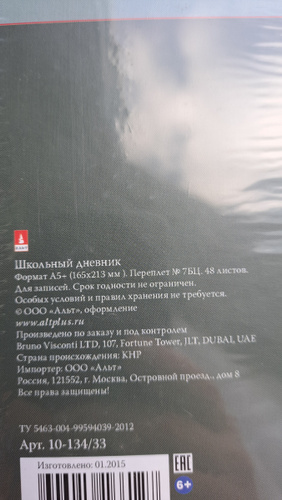 Школьный дневник
Формат А5+ (165х213 мм ). Переплет № 7БЦ. 48 листов.
Для записей. Срок годности не ограничен.
Особых условий и правил хранения не требуется.
© ООО «Альт», оформление
www.altplus.ru
Произведено по заказу и под контролем
Bruno Visconti LTD, 107, Fortune Tower, JLT, DUBAI, UAE
Страна происхождения: КНР
Импортер: ООО «Альт»
Россия, 121552, г. Москва, Островной проезд., дом 8
Все права защищены!
ТУ 5463-004-99594039-2012
Арт. 10-134/33
Изготовлено: 01.2015
EAC
6+